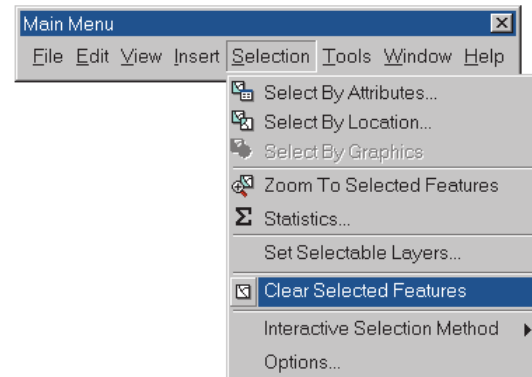 Main Menu
File Edit View Insert Selection Tools Window Help
Select By Attributes...
Select By Location...
Select By Graphics
Zoom To Selected Features
Σ Statistics...
Set Selectable Layers...
Clear Selected Features
Interactive Selection Method
Options...